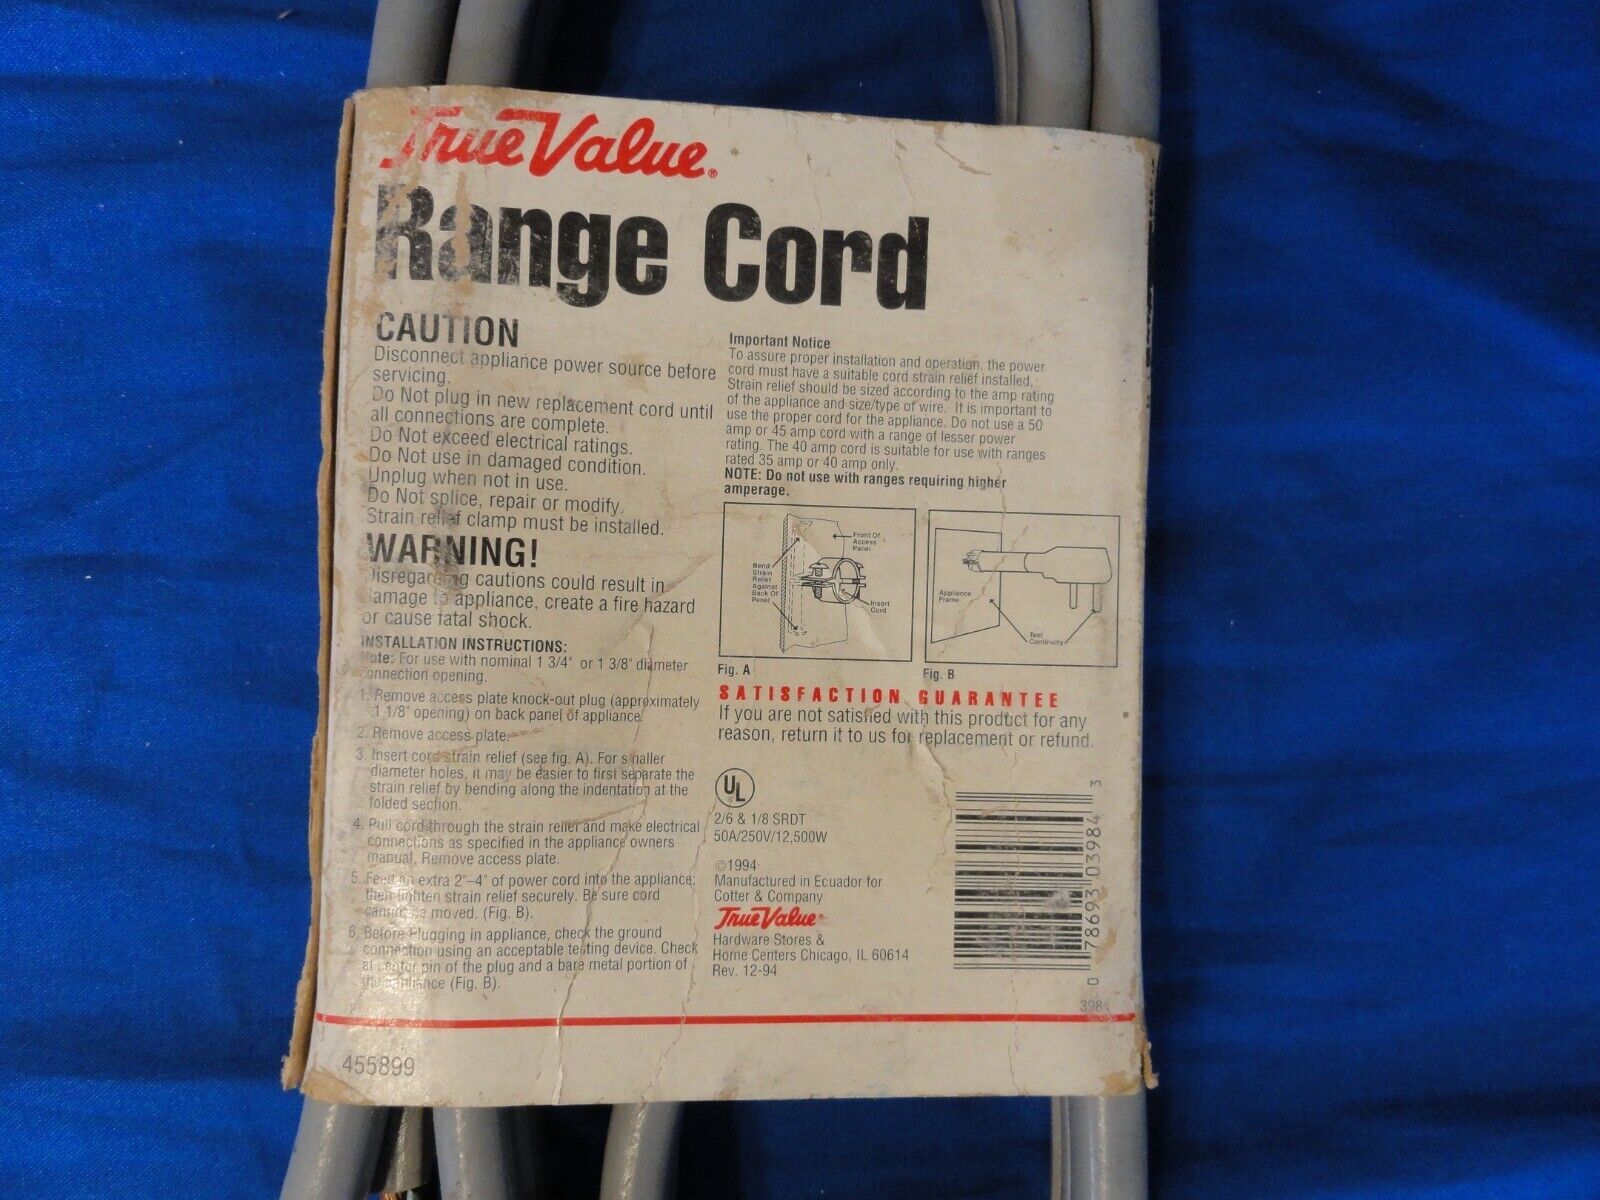 True Value®
Range Cord
CAUTION
Disconnect appliance power source before
servicing.
Do Not plug in new replacement cord until
all connections are complete.
Do Not exceed electrical ratings.
Do Not use in damaged condition.
Unplug when not in use.
Do Not splice, repair or modify.
Strain relief clamp must be installed.
WARNING!
Disregarding cautions could result in
damage to appliance, create a fire hazard
or cause fatal shock.
INSTALLATION INSTRUCTIONS:
Note: For use with nominal 1 3/4" or 1 3/8" diameter
connection opening.
1. Remove access plate knock-out plug (approximately
1 1/8" opening) on back panel of appliance.
2. Remove access plate.
3. Insert cord strain relief (see fig. A). For smaller
diameter holes, it may be easier to first separate the
strain relief by bending along the indentation at the
folded section.
4. Pull cord through the strain relief and make electrical
connections as specified in the appliance owners
manual. Remove access plate.
5. Feed an extra 2"–4" of power cord into the appliance;
then tighten strain relief securely. Be sure cord
cannot be moved. (Fig. B).
6. Before Plugging in appliance, check the ground
connection using an acceptable testing device. Check
at center pin of the plug and a bare metal portion of
the appliance (Fig. B).
Important Notice
To assure proper installation and operation, the power
cord must have a suitable cord strain relief installed.
Strain relief should be sized according to the amp rating
of the appliance and size/type of wire. It is important to
use the proper cord for the appliance. Do not use a 50
amp or 45 amp cord with a range of lesser power
rating. The 40 amp cord is suitable for use with ranges
rated 35 amp or 40 amp only.
NOTE: Do not use with ranges requiring higher
amperage.
Front Of
Access
Panel
Bend
Strain
Relief
Against
Back Of
Panel
Insert
Cord
Fig. A
Appliance
Frame
Test
Continuity
Fig. B
SATISFACTION GUARANTEE
If you are not satisfied with this product for any
reason, return it to us for replacement or refund.
UL
2/6 & 1/8 SRDT
50A/250V/12,500W
©1994
Manufactured in Ecuador for
Cotter & Company
True Value®
Hardware Stores &
Home Centers Chicago, IL 60614
Rev. 12-94
0 78693 03984 3
3984
455899